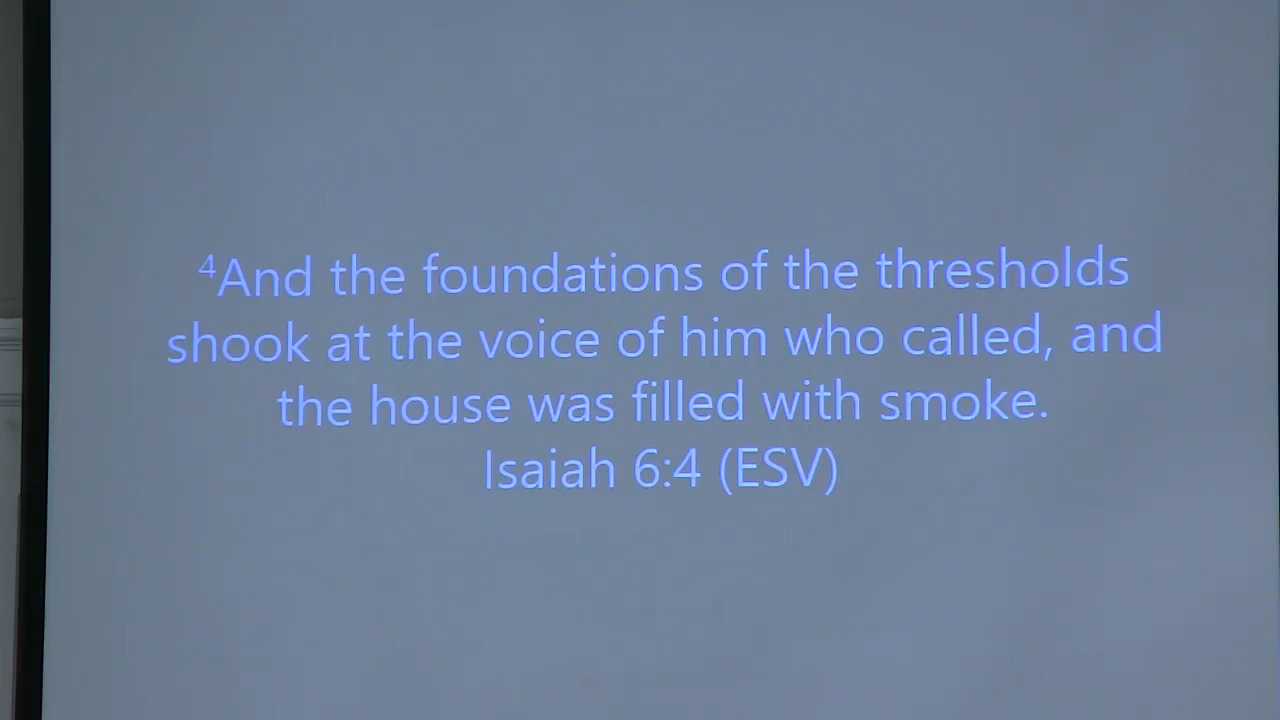 ⁴And the foundations of the thresholds
shook at the voice of him who called, and
the house was filled with smoke.
Isaiah 6:4 (ESV)